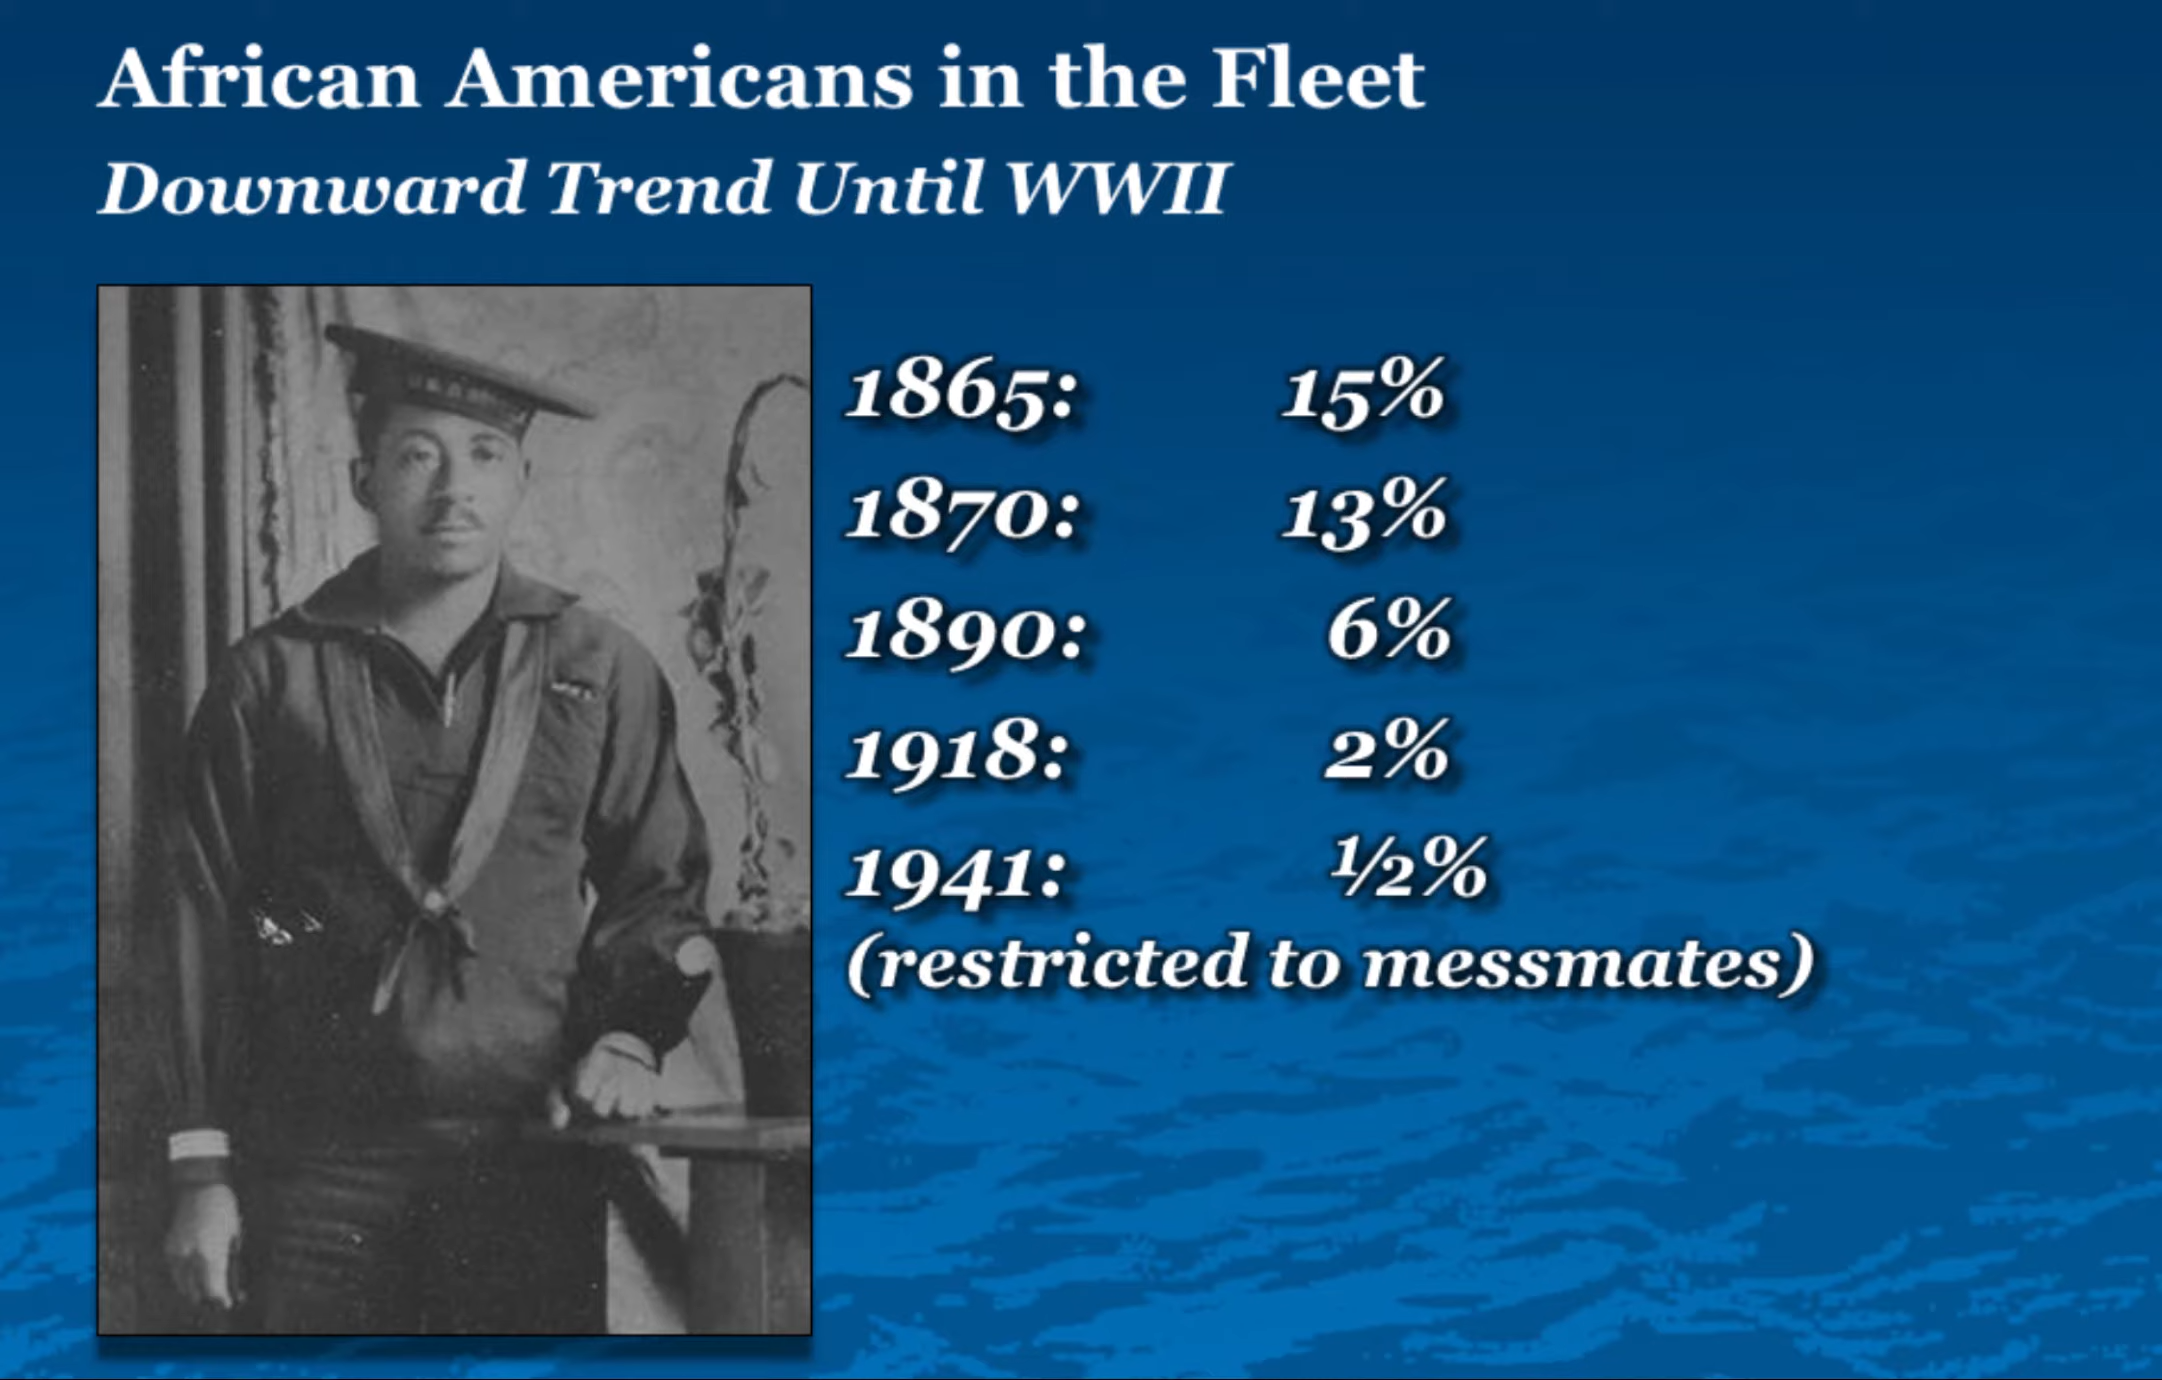 African Americans in the Fleet
Downward Trend Until WWII
1865: 15%
1870: 13%
1890: 6%
1918: 2%
1941: ½%
(restricted to messmates)